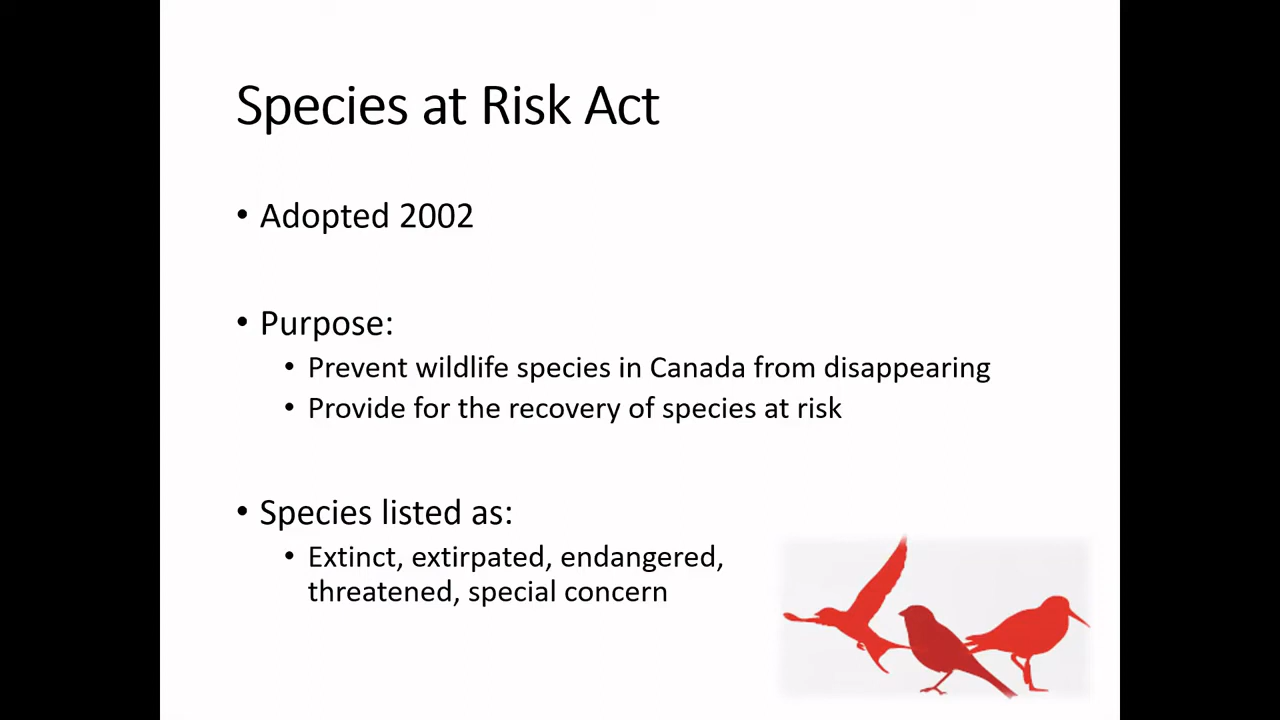 Species at Risk Act
• Adopted 2002
• Purpose:
• Prevent wildlife species in Canada from disappearing
• Provide for the recovery of species at risk
• Species listed as:
• Extinct, extirpated, endangered,
threatened, special concern